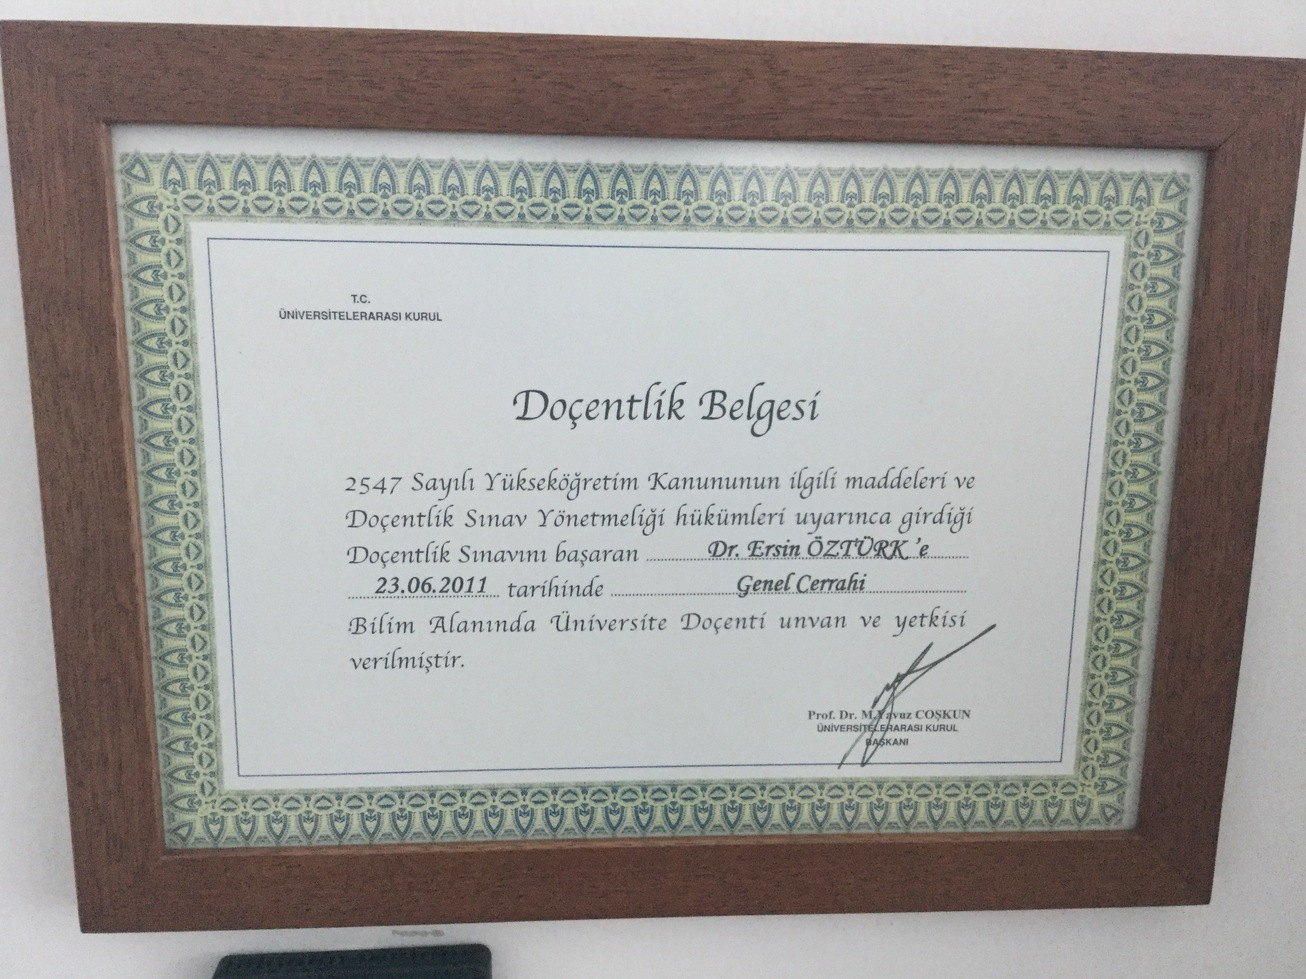 T.C.
ÜNİVERSİTELERARASI KURUL
Doçentlik Belgesi
2547 Sayılı Yükseköğretim Kanununun ilgili maddeleri ve
Doçentlik Sınav Yönetmeliği hükümleri uyarınca girdiği
Doçentlik Sınavını başaran Dr. Ersin ÖZTÜRK 'e
23.06.2011 tarihinde Genel Cerrahi
Bilim Alanında Üniversite Doçenti unvan ve yetkisi
verilmiştir.
Prof. Dr. M.Yavuz COŞKUN
ÜNİVERSİTELERARASI KURUL
BAŞKANI